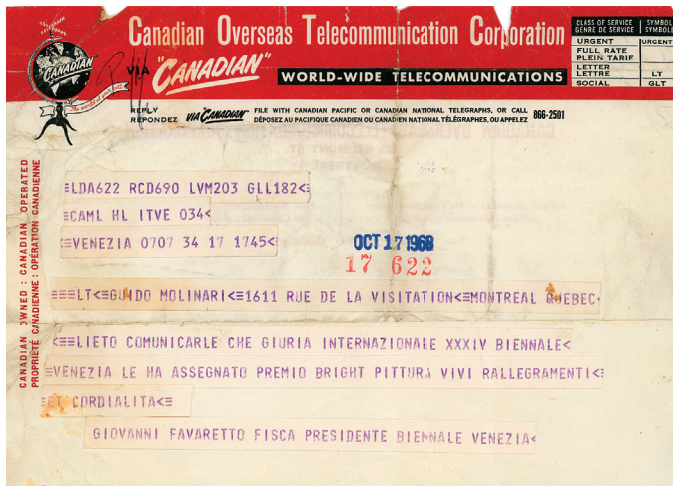 Canadian Overseas Telecommunication Corporation
VIA "CANADIAN"
WORLD-WIDE TELECOMMUNICATIONS
CANADIAN
The world at your call
CLASS OF SERVICE SYMBOL
GENRE DE SERVICE SYMBOLE
URGENT URGENT
FULL RATE
PLEIN TARIF
LETTER
LETTRE LT
SOCIAL GLT
REPLY VIA "CANADIAN" FILE WITH CANADIAN PACIFIC OR CANADIAN NATIONAL TELEGRAPHS, OR CALL 866-2501
RÉPONDEZ DÉPOSEZ AU PACIFIQUE CANADIEN OU CANADIEN NATIONAL TÉLÉGRAPHES, OU APPELEZ
CANADIAN OWNED : CANADIAN OPERATED
PROPRIÉTÉ CANADIENNE : OPÉRATION CANADIENNE
≡LDA622 RCD690 LVM203 GLL182<≡
≡CAML HL ITVE 034<
<≡VENEZIA 0707 34 17 1745<≡
OCT 17 1968
17 622
≡≡≡LT<≡GUIDO MOLINARI<≡1611 RUE DE LA VISITATION<≡MONTREAL QUEBEC<
<≡≡LIETO COMUNICARLE CHE GIURIA INTERNAZIONALE XXXIV BIENNALE<
≡VENEZIA LE HA ASSEGNATO PREMIO BRIGHT PITTURA VIVI RALLEGRAMENTI<≡
≡ET CORDIALITA<≡
GIOVANNI FAVARETTO FISCA PRESIDENTE BIENNALE VENEZIA<